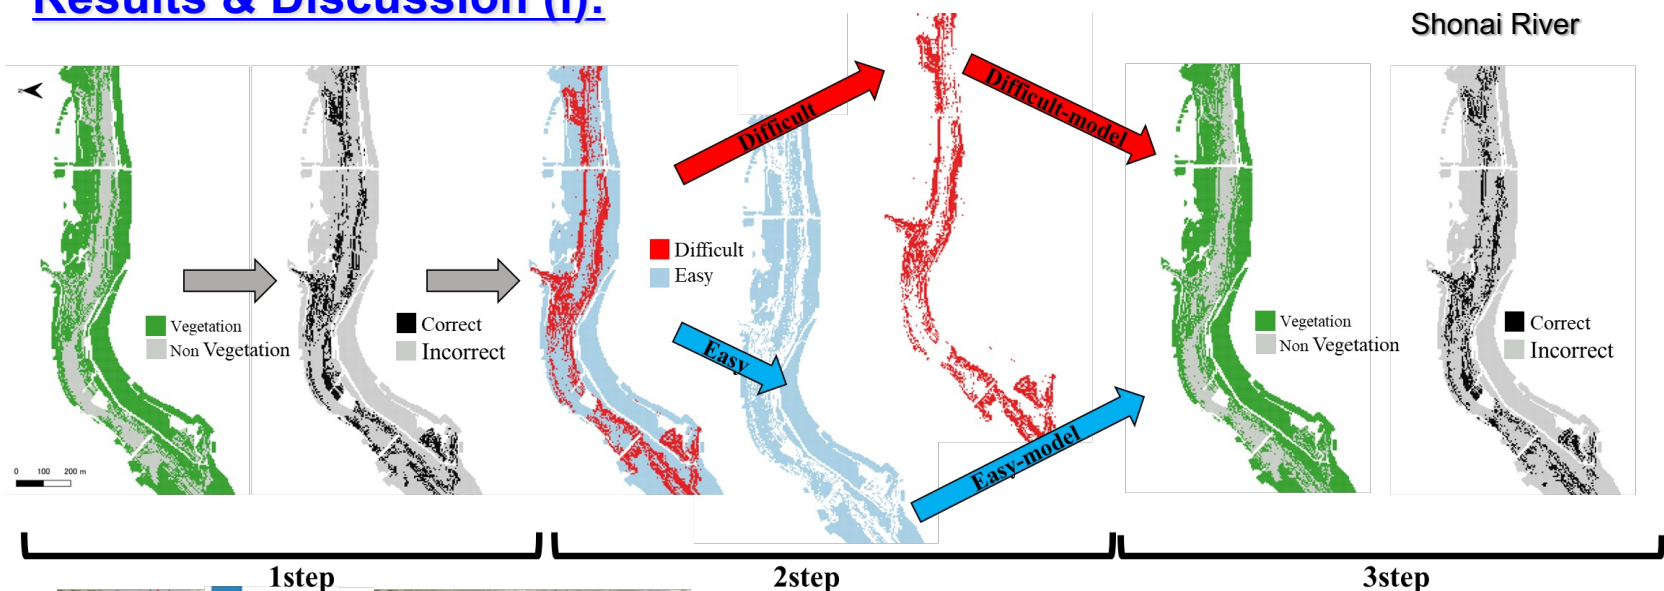 Results & Discussion (I):
Shonai River
N
Vegetation
Non Vegetation
0 100 200 m
Correct
Incorrect
Difficult
Easy
Difficult
Easy
Difficult-model
Easy-model
Vegetation
Non Vegetation
Correct
Incorrect
1step
2step
3step